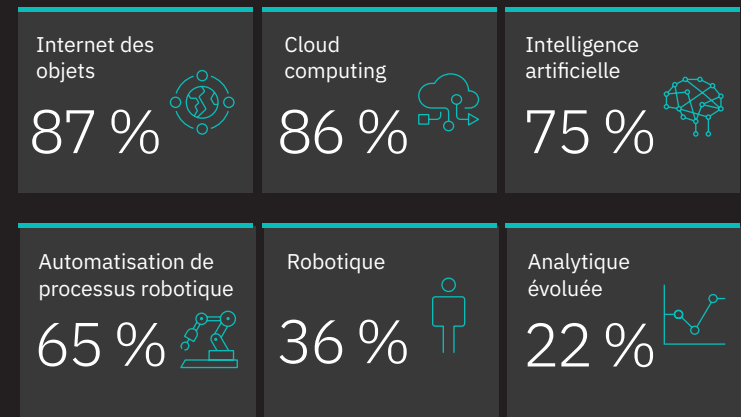 Internet des
objets
87 %
Cloud
computing
86 %
Intelligence
artificielle
75 %
Automatisation de
processus robotique
65 %
Robotique
36 %
Analytique
évoluée
22 %